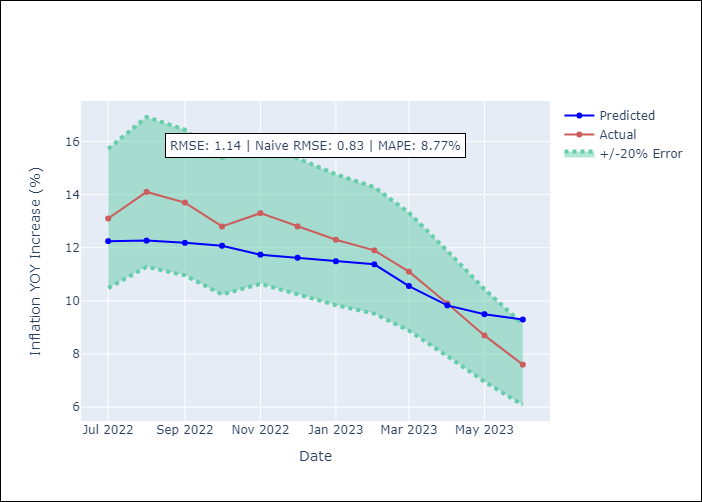 RMSE: 1.14 | Naive RMSE: 0.83 | MAPE: 8.77%
Predicted
Actual
+/-20% Error
Inflation YOY Increase (%)
16
14
12
10
8
6
Jul 2022
Sep 2022
Nov 2022
Jan 2023
Mar 2023
May 2023
Date